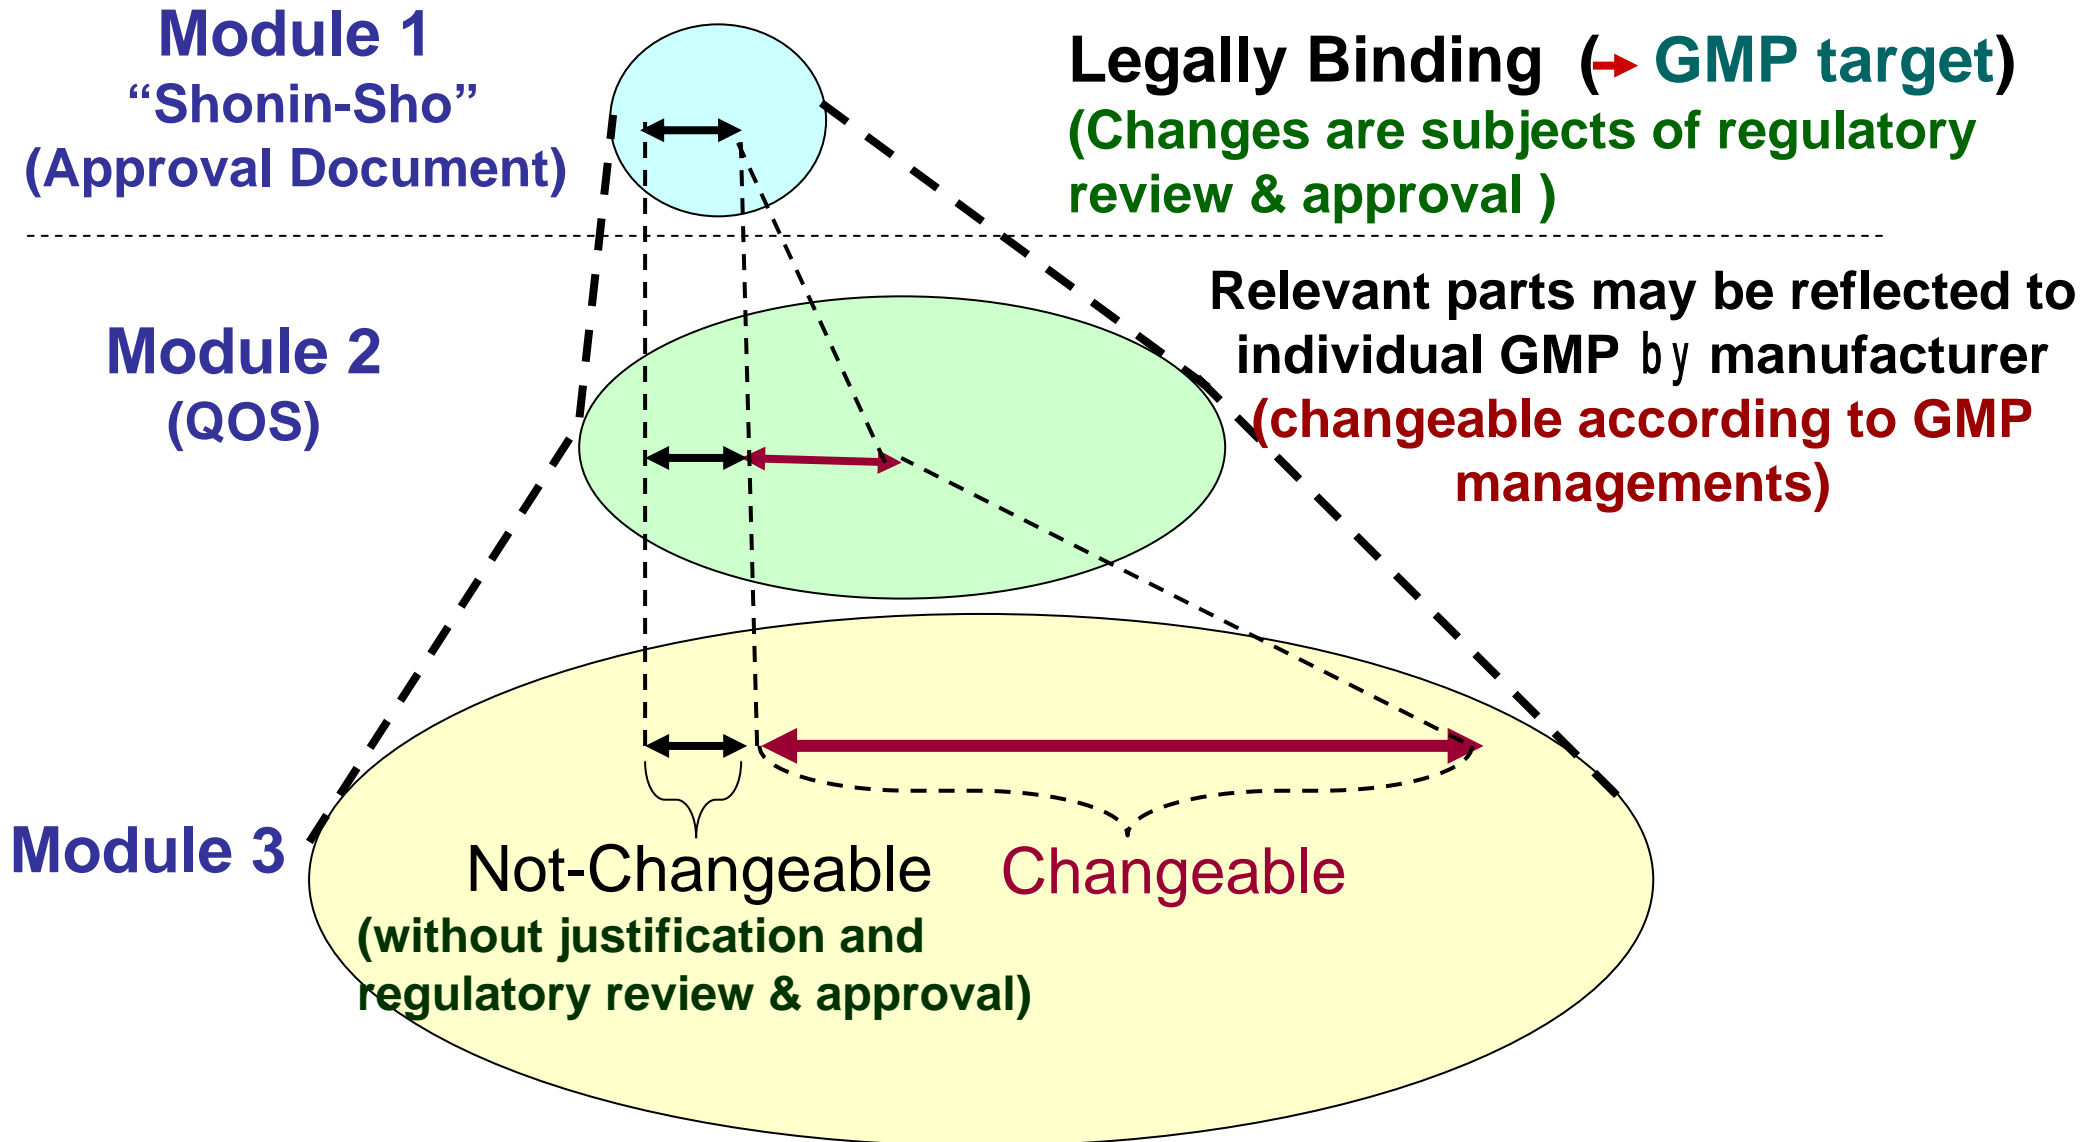 Module 1
“Shonin-Sho”
(Approval Document)
Legally Binding (→ GMP target)
(Changes are subjects of regulatory
review & approval )
Module 2
(QOS)
Relevant parts may be reflected to
individual GMP by manufacturer
(changeable according to GMP
managements)
Module 3
Not-Changeable
(without justification and
regulatory review & approval)
Changeable